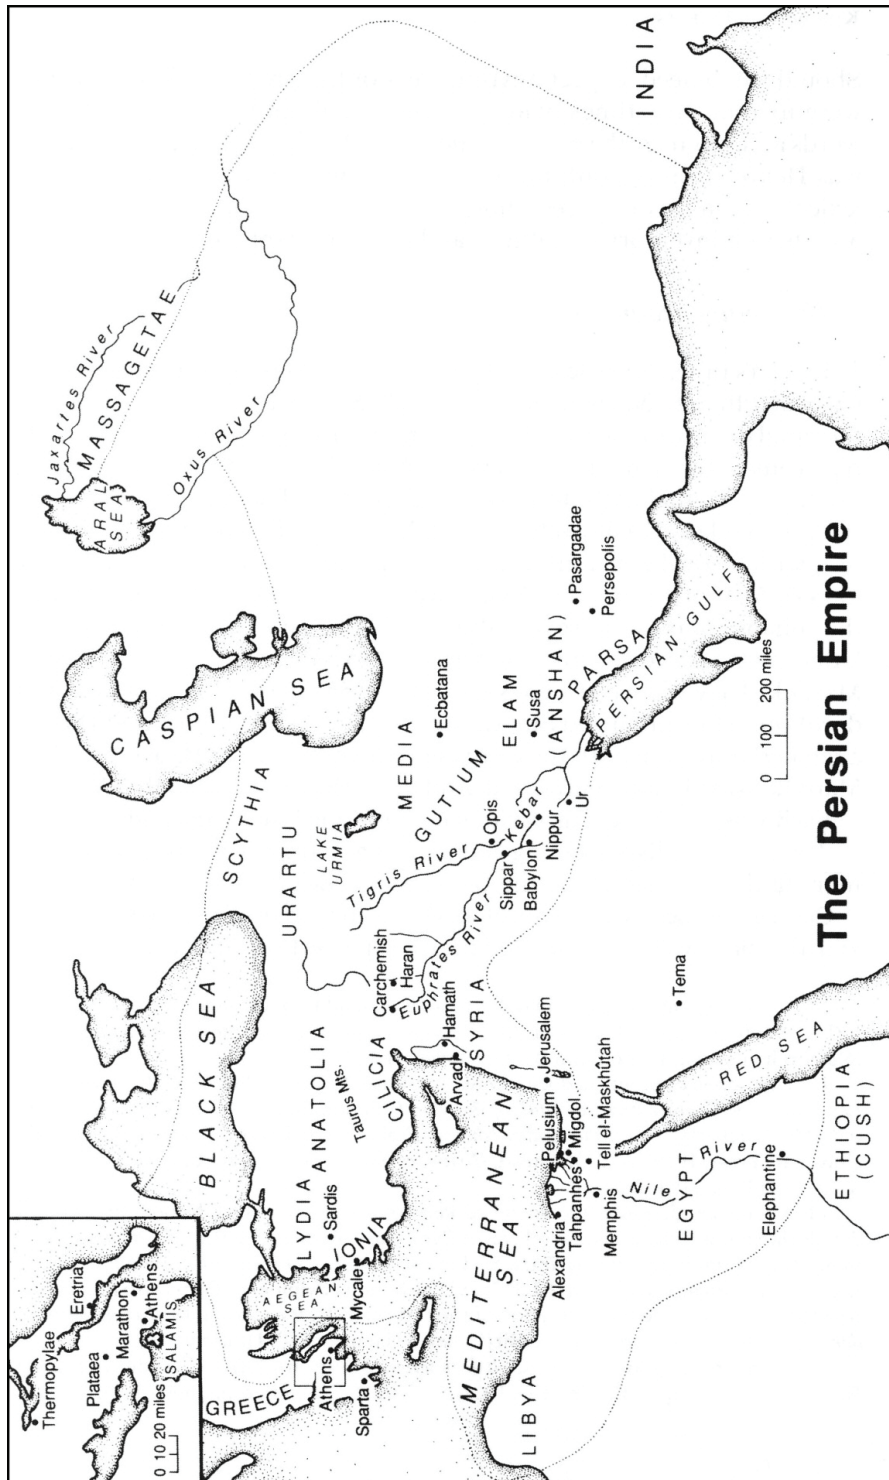 The Persian Empire
0 100 200 miles
Thermopylae
Eretria
Plataea
Marathon
Athens
SALAMIS
0 10 20 miles
GREECE
Athens
Sparta
AEGEAN
SEA
Mycale
IONIA
LYDIA
Sardis
ANATOLIA
Taurus Mts.
CILICIA
BLACK SEA
SCYTHIA
CASPIAN SEA
ARAL
SEA
Jaxartes River
MASSAGETAE
Oxus River
INDIA
URARTU
LAKE
URMIA
MEDIA
Ecbatana
GUTIUM
Tigris River
Carchemish
Haran
Euphrates River
Opis
Sippar
Kebar
Babylon
Nippur
Ur
ELAM
Susa
(ANSHAN)
PARSA
Pasargadae
Persepolis
PERSIAN GULF
Hamath
Arvad
SYRIA
MEDITERRANEAN
SEA
Jerusalem
Pelusium
Migdol
Tell el-Maskhûṭah
Alexandria
Tahpanhes
Memphis
LIBYA
EGYPT
Nile River
Elephantine
ETHIOPIA
(CUSH)
RED SEA
Tema